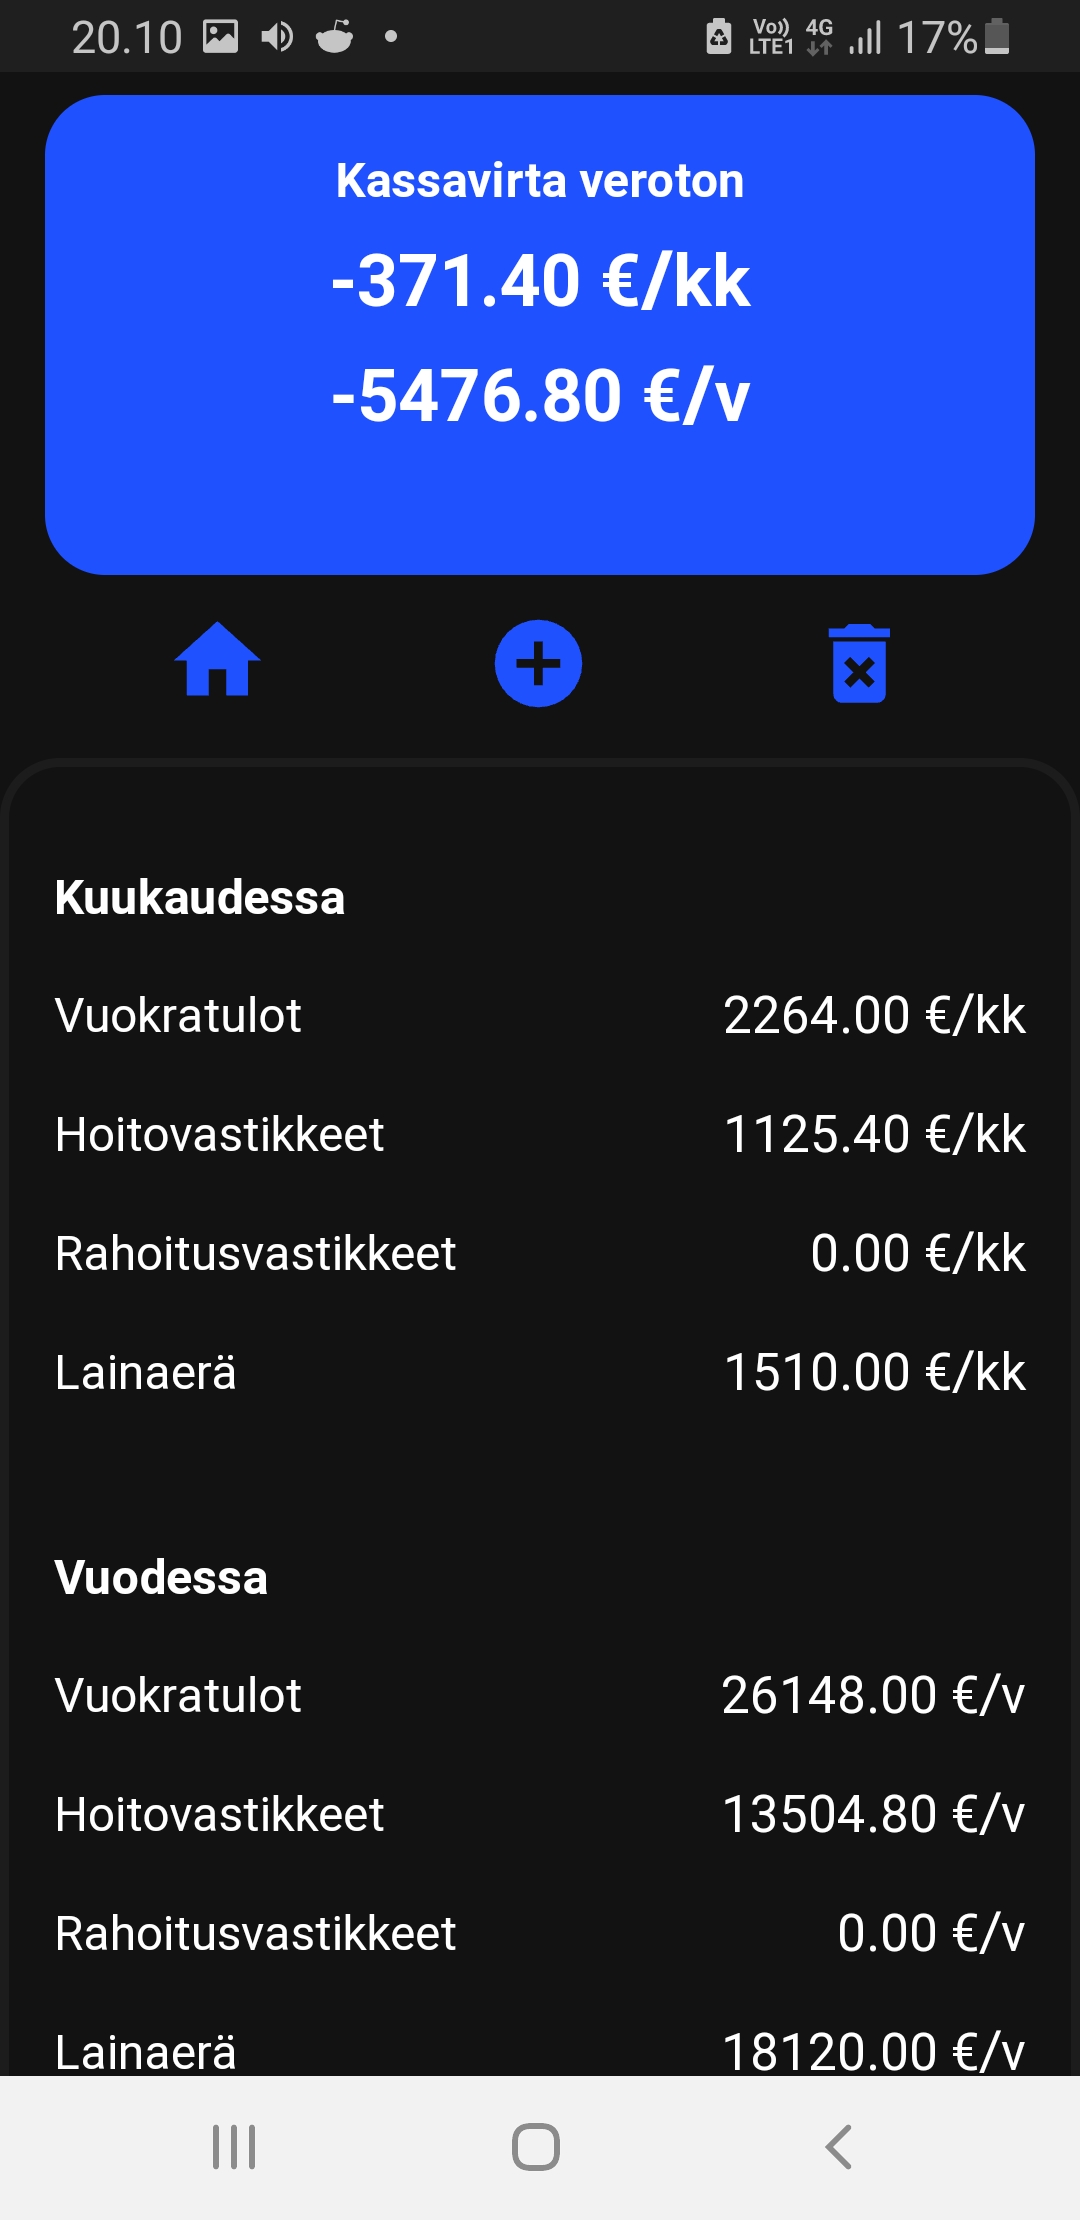 20.10 Vo)) LTE1 4G 17%
Kassavirta veroton
-371.40 €/kk
-5476.80 €/v
Kuukaudessa
Vuokratulot 2264.00 €/kk
Hoitovastikkeet 1125.40 €/kk
Rahoitusvastikkeet 0.00 €/kk
Lainaerä 1510.00 €/kk
Vuodessa
Vuokratulot 26148.00 €/v
Hoitovastikkeet 13504.80 €/v
Rahoitusvastikkeet 0.00 €/v
Lainaerä 18120.00 €/v